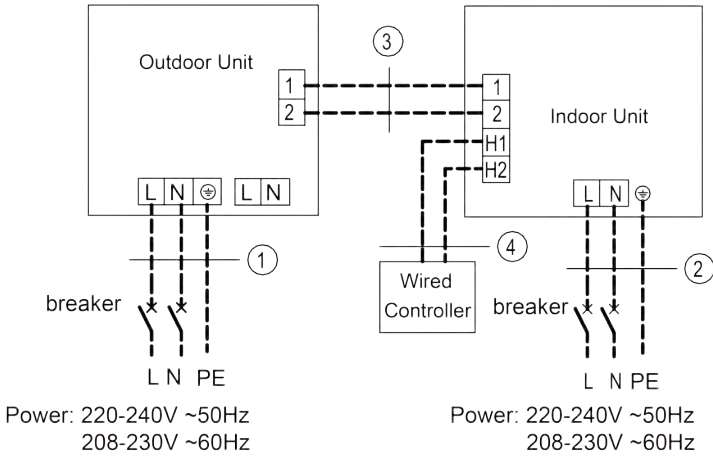 Outdoor Unit
1
2
L N ⏚ L N
3
1
2
H1
H2
Indoor Unit
L N ⏚
1
4
2
Wired
Controller
breaker
L N PE
Power: 220-240V ~50Hz
208-230V ~60Hz
breaker
L N PE
Power: 220-240V ~50Hz
208-230V ~60Hz